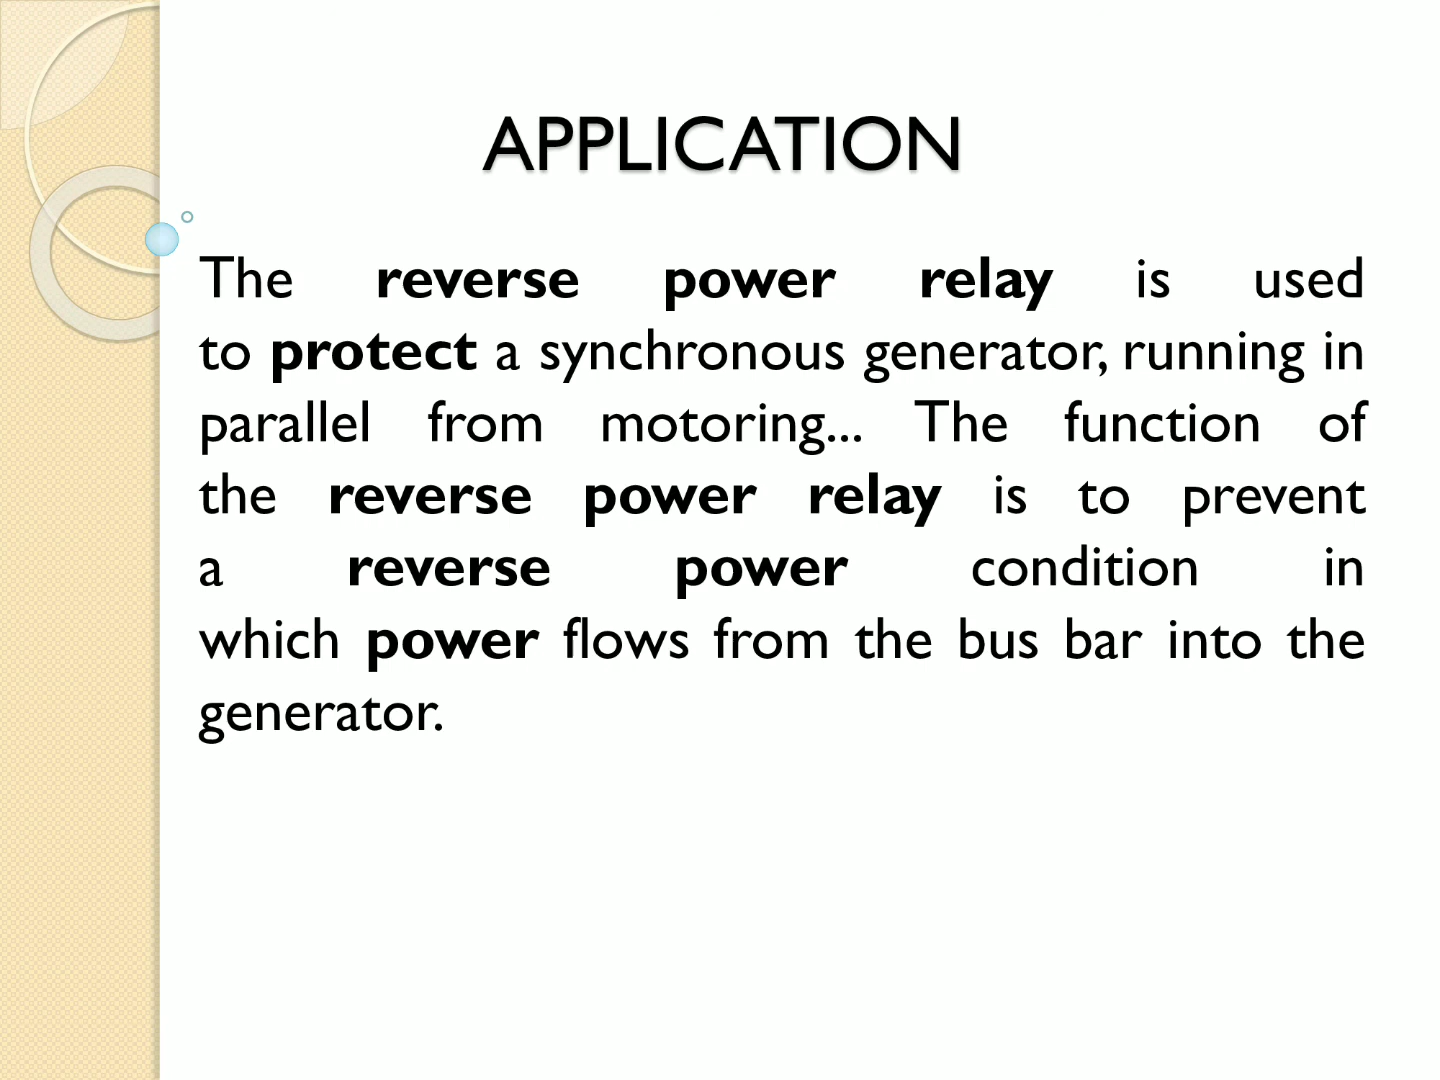 APPLICATION
The reverse power relay is used
to protect a synchronous generator, running in
parallel from motoring... The function of
the reverse power relay is to prevent
a reverse power condition in
which power flows from the bus bar into the
generator.